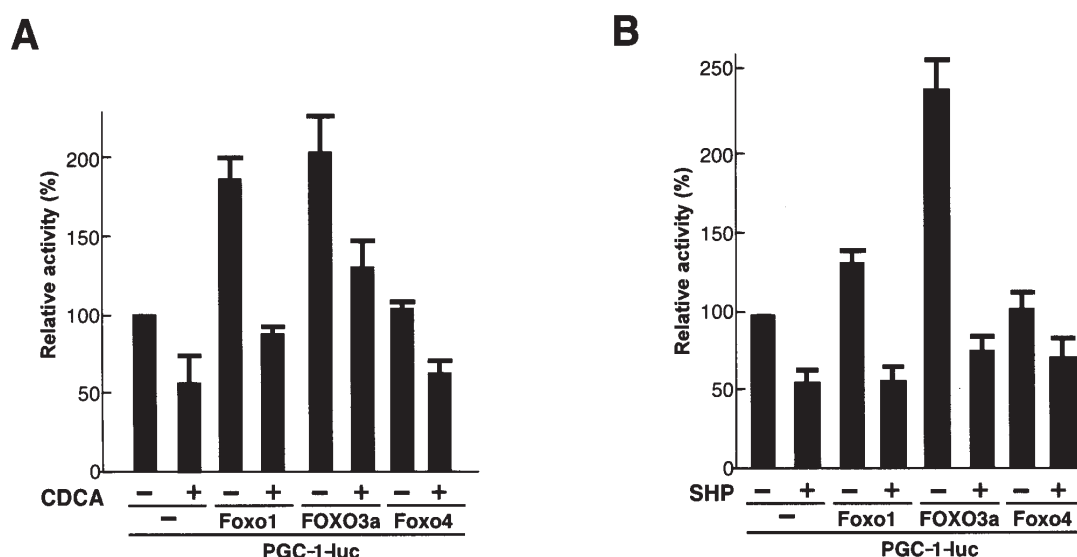 A
Relative activity (%)
200
150
100
50
0
CDCA − + − + − + − +
− Foxo1 FOXO3a Foxo4
PGC-1-luc
B
Relative activity (%)
250
200
150
100
50
0
SHP − + − + − + − +
− Foxo1 FOXO3a Foxo4
PGC-1-luc